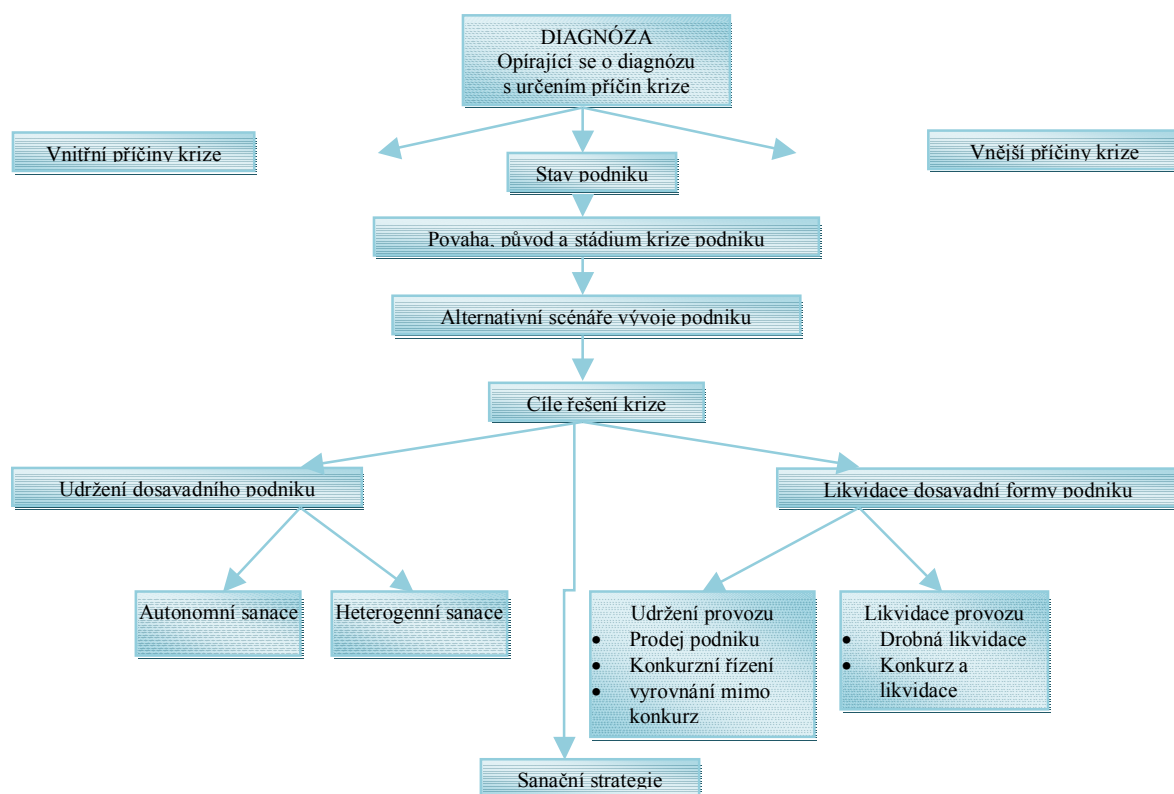 DIAGNÓZA
Opírající se o diagnózu
s určením příčin krize
Vnitřní příčiny krize
Vnější příčiny krize
Stav podniku
Povaha, původ a stádium krize podniku
Alternativní scénáře vývoje podniku
Cíle řešení krize
Udržení dosavadního podniku
Likvidace dosavadní formy podniku
Autonomní sanace
Heterogenní sanace
Udržení provozu
• Prodej podniku
• Konkurzní řízení
• vyrovnání mimo
konkurz
Likvidace provozu
• Drobná likvidace
• Konkurz a
likvidace
Sanační strategie